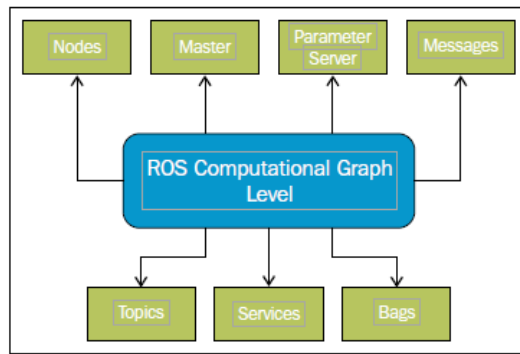 Nodes
Master
Parameter
Server
Messages
ROS Computational Graph
Level
Topics
Services
Bags